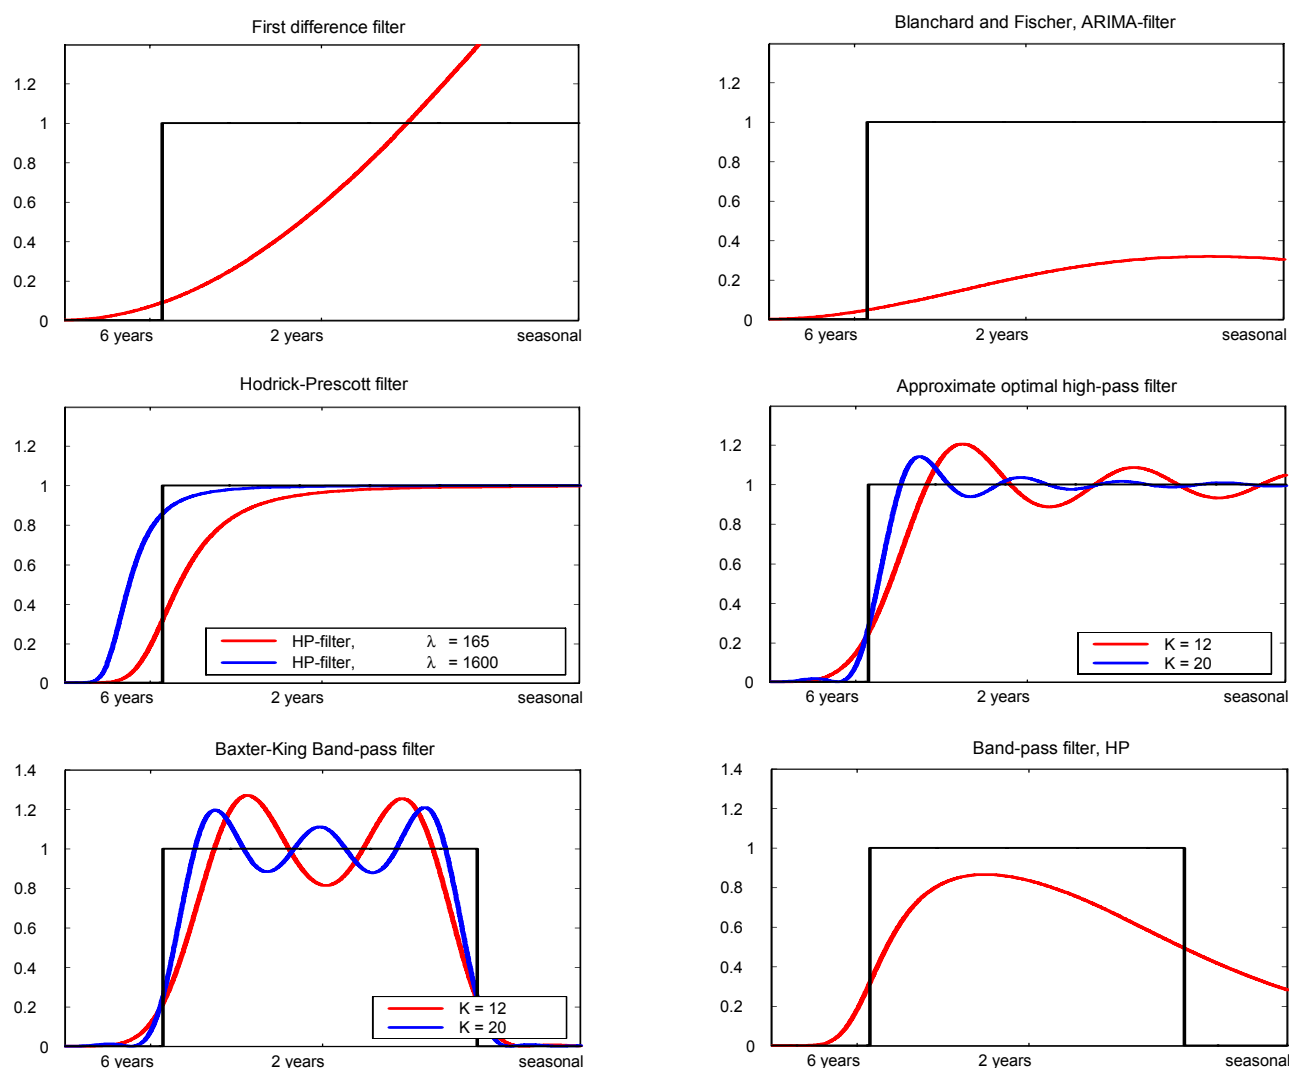 First difference filter
1.2
1
0.8
0.6
0.4
0.2
0
6 years 2 years seasonal
Blanchard and Fischer, ARIMA-filter
1.2
1
0.8
0.6
0.4
0.2
0
6 years 2 years seasonal
Hodrick-Prescott filter
1.2
1
0.8
0.6
0.4
0.2
0
HP-filter, λ = 165
HP-filter, λ = 1600
6 years 2 years seasonal
Approximate optimal high-pass filter
1.2
1
0.8
0.6
0.4
0.2
0
K = 12
K = 20
6 years 2 years seasonal
Baxter-King Band-pass filter
1.4
1.2
1
0.8
0.6
0.4
0.2
0
K = 12
K = 20
6 years 2 years seasonal
Band-pass filter, HP
1.4
1.2
1
0.8
0.6
0.4
0.2
0
6 years 2 years seasonal